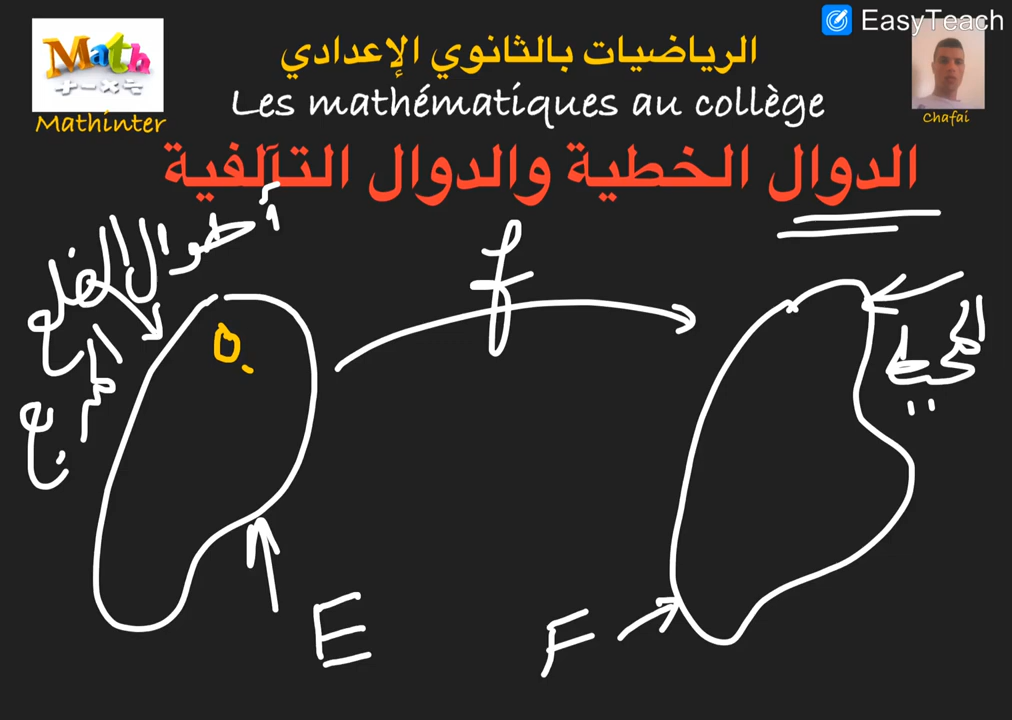 EasyTeach
Math
+ − × ÷
Mathinter
الرياضيات بالثانوي الإعدادي
Les mathématiques au collège
Chafai
الدوال الخطية والدوال التآلفية
أطوال الضلع
المربع
f
المحيط
0.
E
F